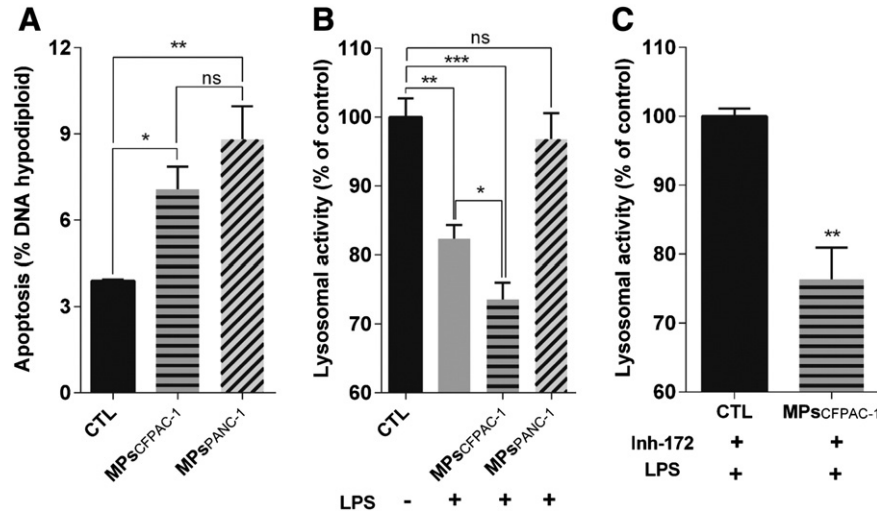 A
Apoptosis (% DNA hypodiploid)
12
9
6
3
0
**
ns
*
CTL
MPsCFPAC-1
MPsPANC-1
B
Lysosomal activity (% of control)
110
100
90
80
70
60
ns
***
**
*
MPsCFPAC-1
MPsPANC-1
LPS - + + +
C
Lysosomal activity (% of control)
110
100
90
80
70
60
**
CTL MPsCFPAC-1
Inh-172 + +
LPS + +